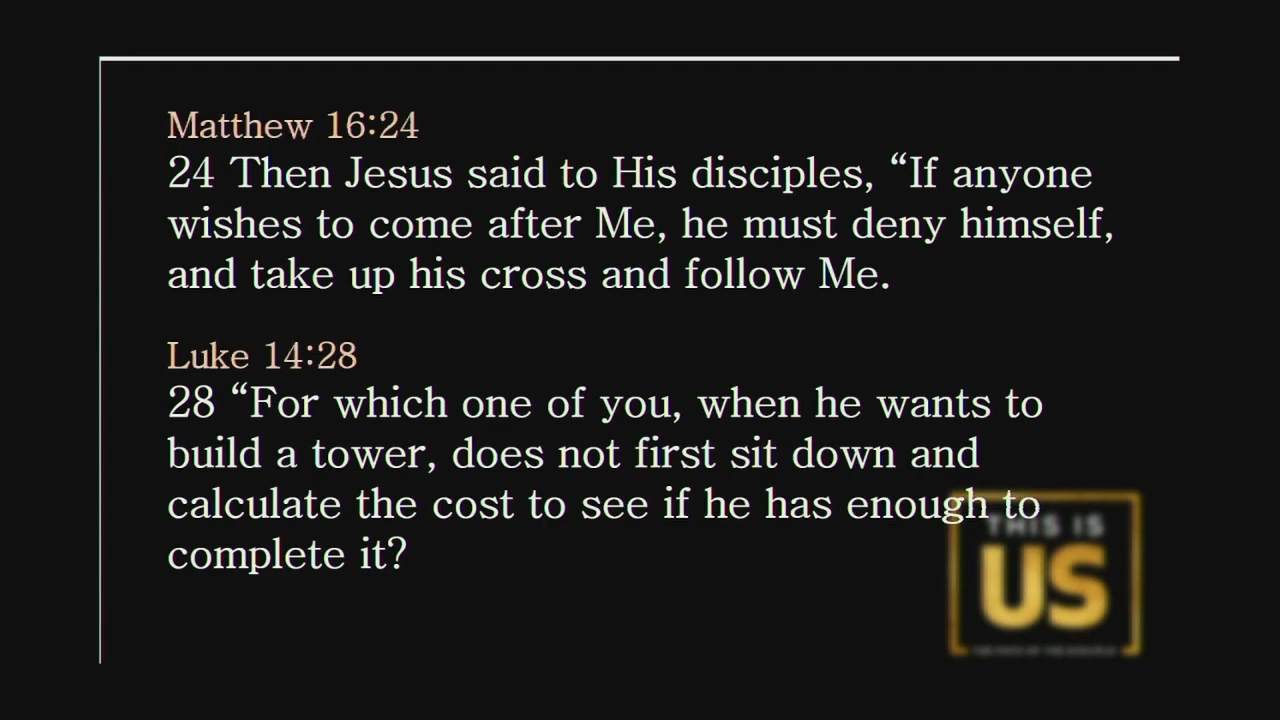 Matthew 16:24
24 Then Jesus said to His disciples, “If anyone
wishes to come after Me, he must deny himself,
and take up his cross and follow Me.
Luke 14:28
28 “For which one of you, when he wants to
build a tower, does not first sit down and
calculate the cost to see if he has enough to
complete it?
THIS IS
US